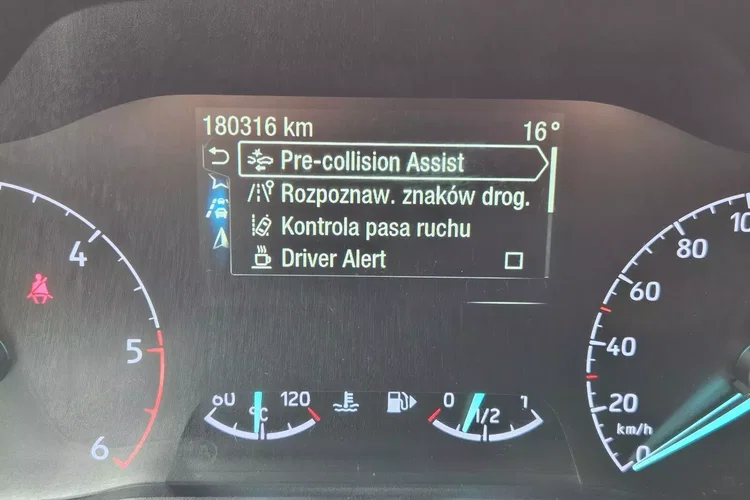 180316 km 16°
Pre-collision Assist
Rozpoznaw. znaków drog.
Kontrola pasa ruchu
Driver Alert
4
5
6
60 120
°C
0 1/2 1
0
20
40
60
80
km/h